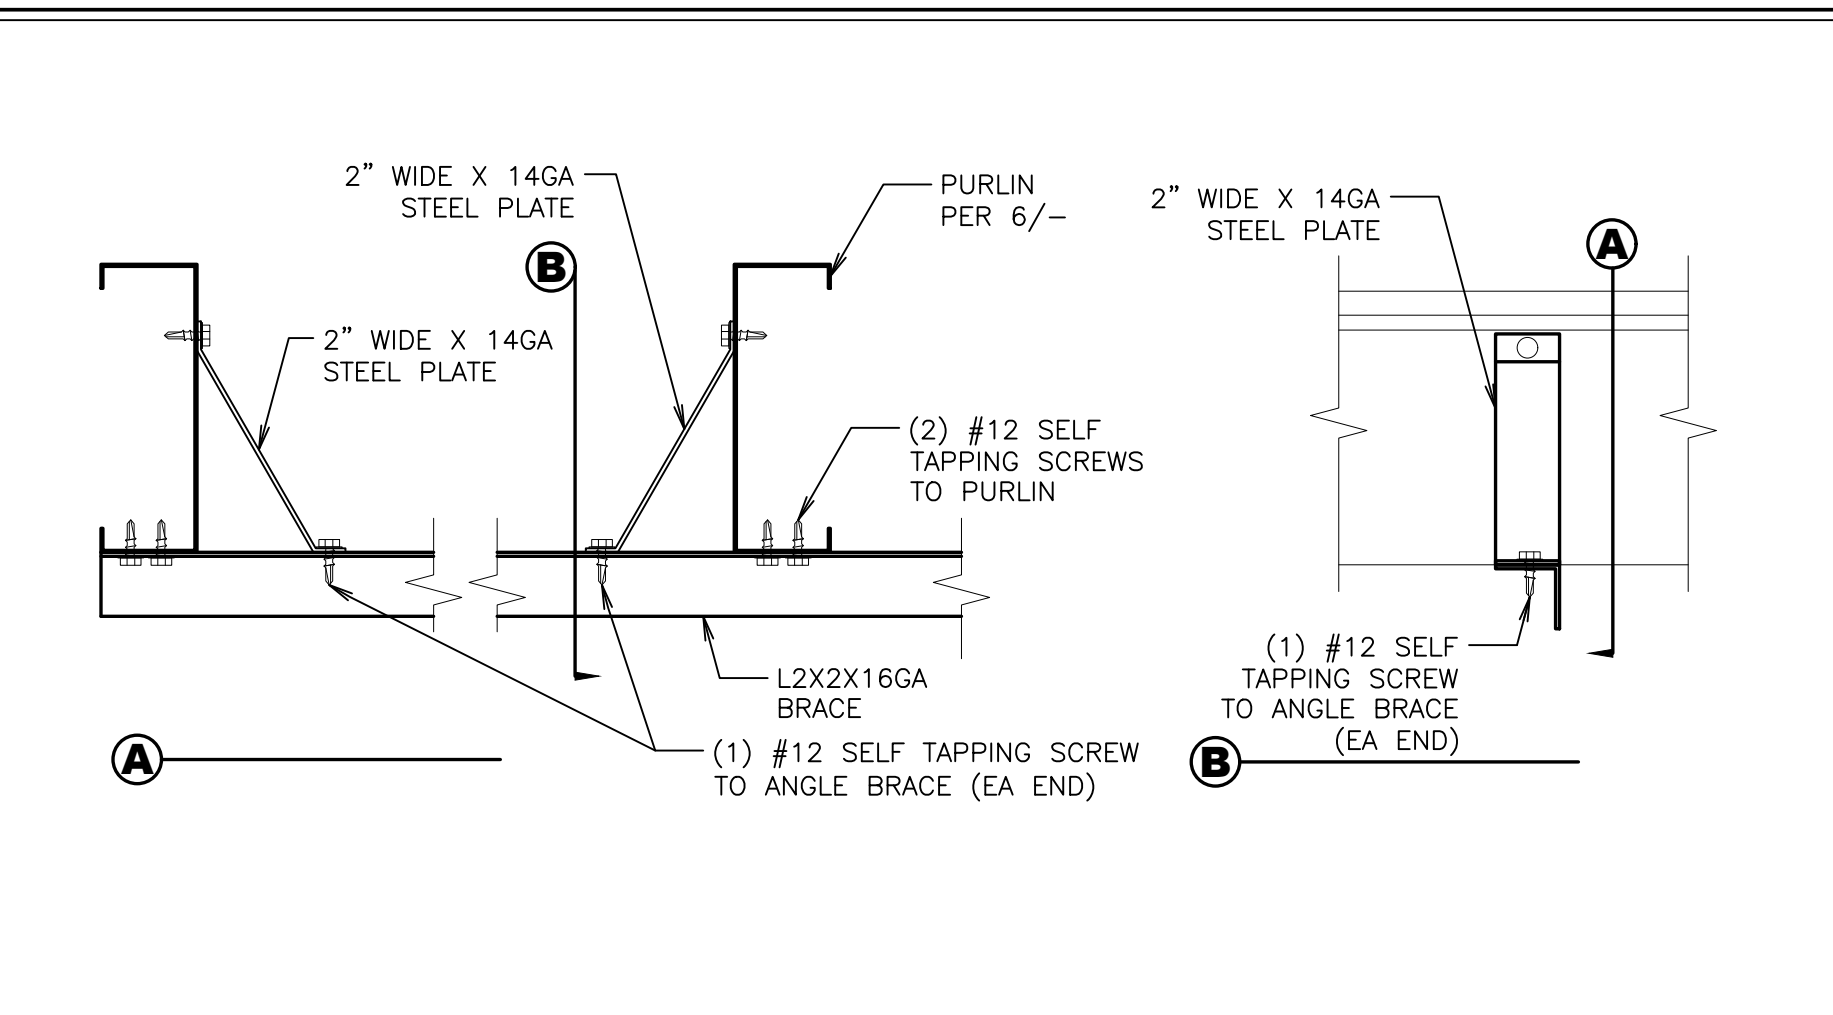 2” WIDE X 14GA
STEEL PLATE
PURLIN
PER 6/–
B
2” WIDE X 14GA
STEEL PLATE
(2) #12 SELF
TAPPING SCREWS
TO PURLIN
L2X2X16GA
BRACE
(1) #12 SELF TAPPING SCREW
TO ANGLE BRACE (EA END)
A
2” WIDE X 14GA
STEEL PLATE
A
(1) #12 SELF
TAPPING SCREW
TO ANGLE BRACE
(EA END)
B